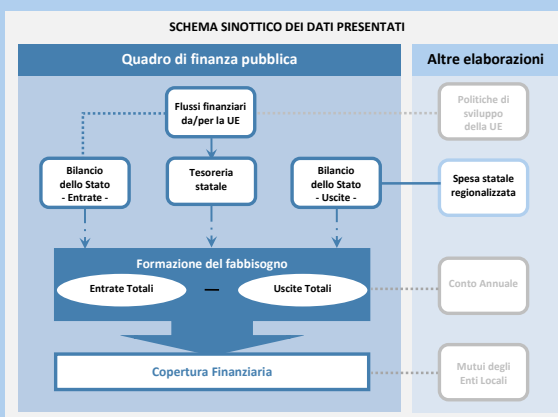 SCHEMA SINOTTICO DEI DATI PRESENTATI
Quadro di finanza pubblica
Altre elaborazioni
Flussi finanziari
da/per la UE
Politiche di
sviluppo
della UE
Bilancio
dello Stato
- Entrate -
Tesoreria
statale
Bilancio
dello Stato
- Uscite -
Spesa statale
regionalizzata
Formazione del fabbisogno
Entrate Totali
—
Uscite Totali
Conto Annuale
Copertura Finanziaria
Mutui degli
Enti Locali